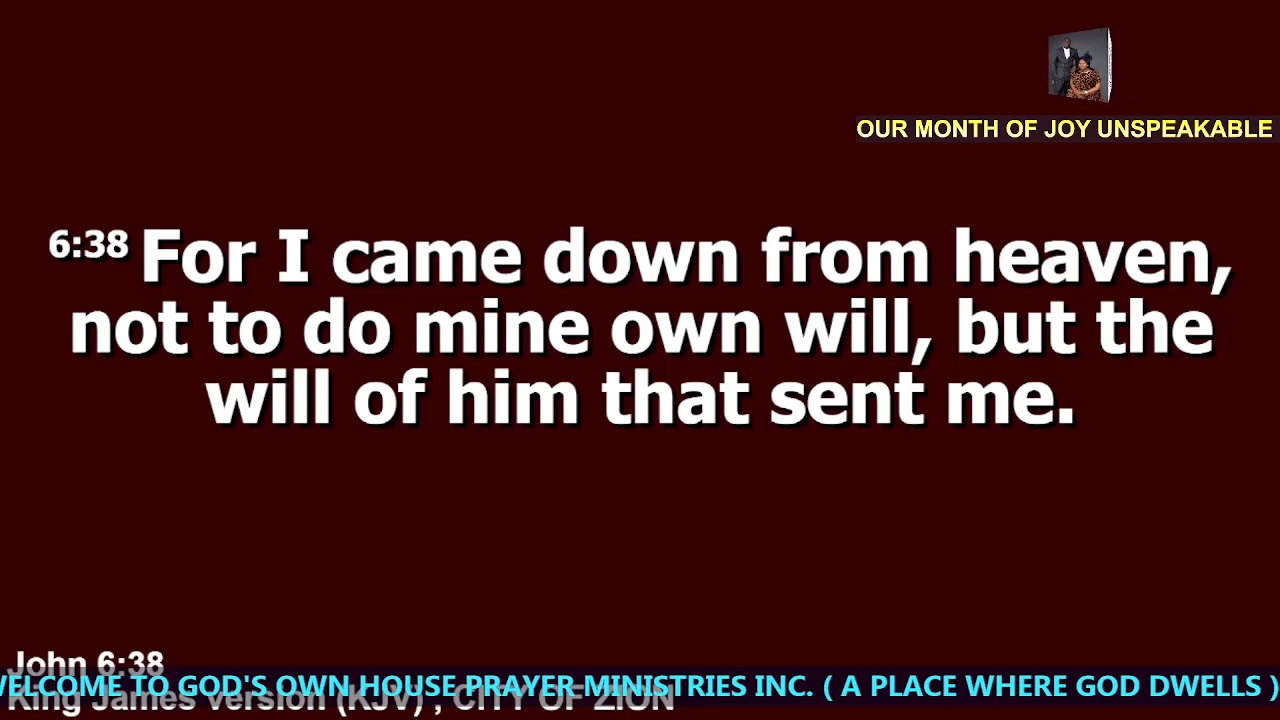 OUR MONTH OF JOY UNSPEAKABLE
6:38 For I came down from heaven,
not to do mine own will, but the
will of him that sent me.
John 6:38
WELCOME TO GOD'S OWN HOUSE PRAYER MINISTRIES INC. ( A PLACE WHERE GOD DWELLS )
King James version (KJV) , CITY OF ZION